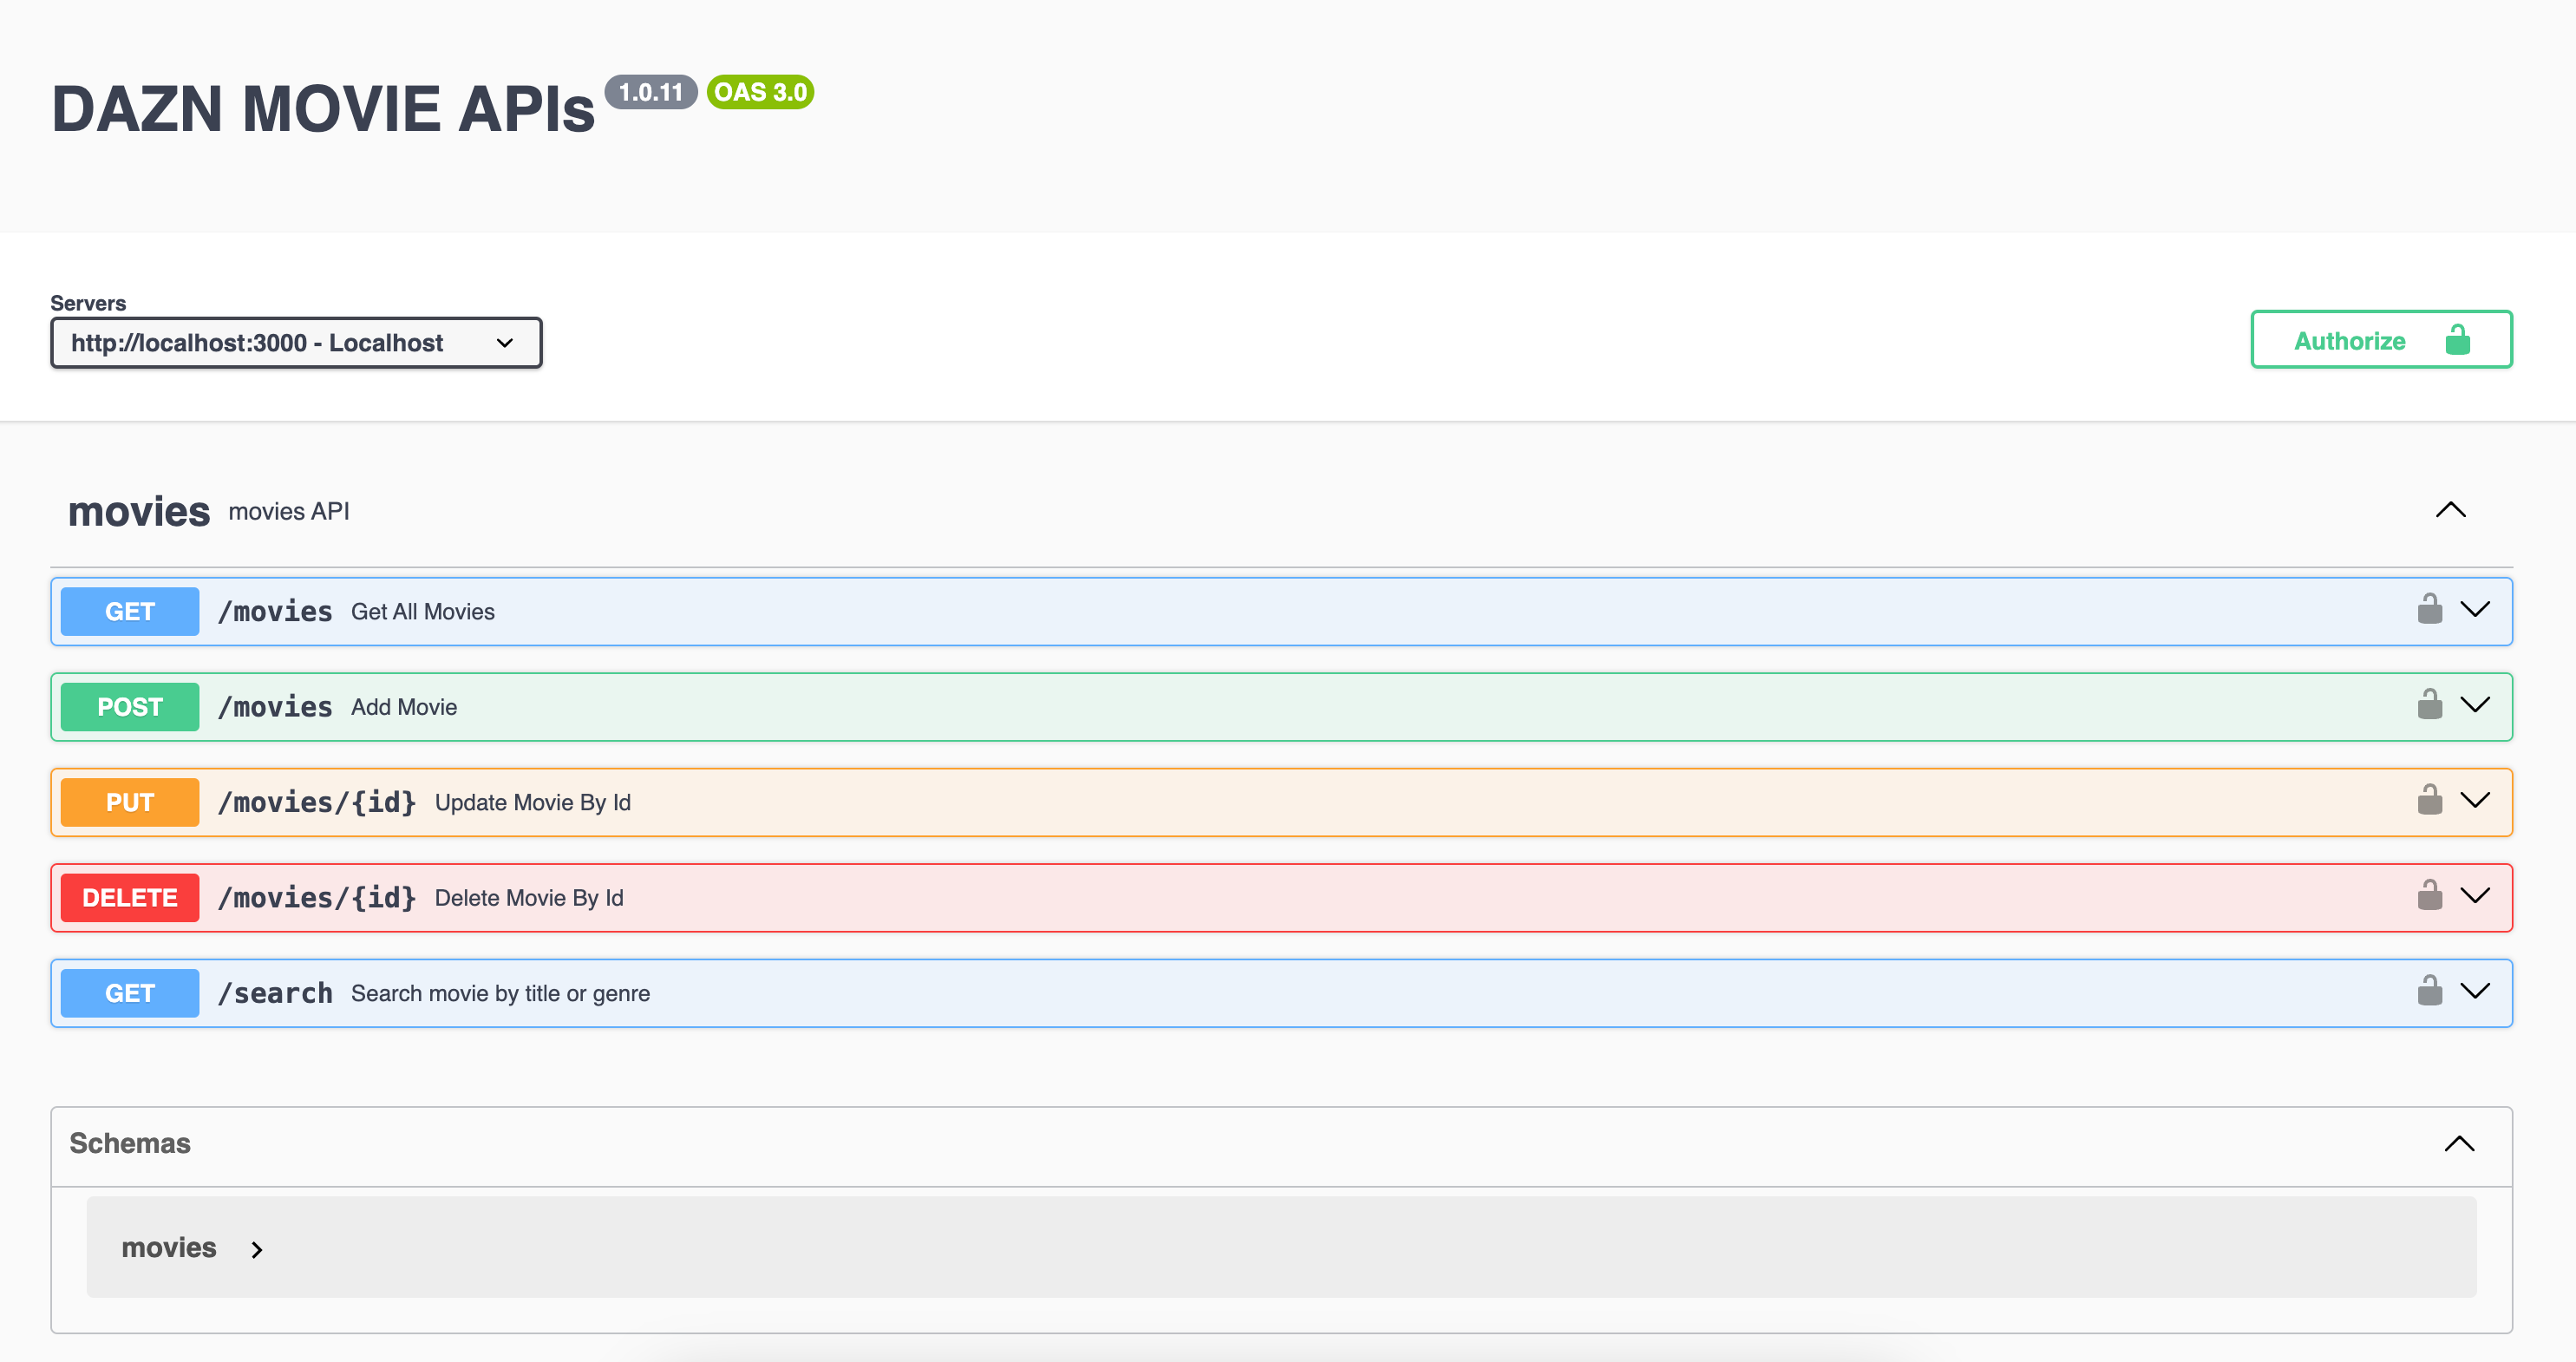 DAZN MOVIE APIs 1.0.11 OAS 3.0
Servers
http://localhost:3000 - Localhost
Authorize
movies movies API
GET /movies Get All Movies
POST /movies Add Movie
PUT /movies/{id} Update Movie By Id
DELETE /movies/{id} Delete Movie By Id
GET /search Search movie by title or genre
Schemas
movies